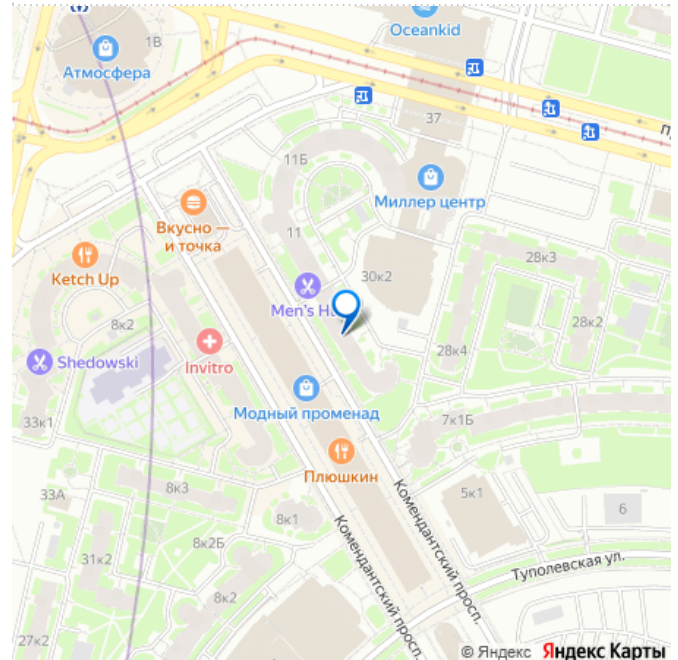 Oceankid
1В
Атмосфера
37
11Б
Миллер центр
Вкусно —
и точка
11
28к3
Ketch Up
30к2
Men's H
8к2
28к2
28к4
Shedowski
Invitro
Модный променад
33к1
7к1Б
Плюшкин
8к3
33А
5к1
6
8к1
Комендантский просп.
8к2Б
31к2
Комендантский просп.
Туполевская ул.
8к2
27к2
© Яндекс Яндекс Карты